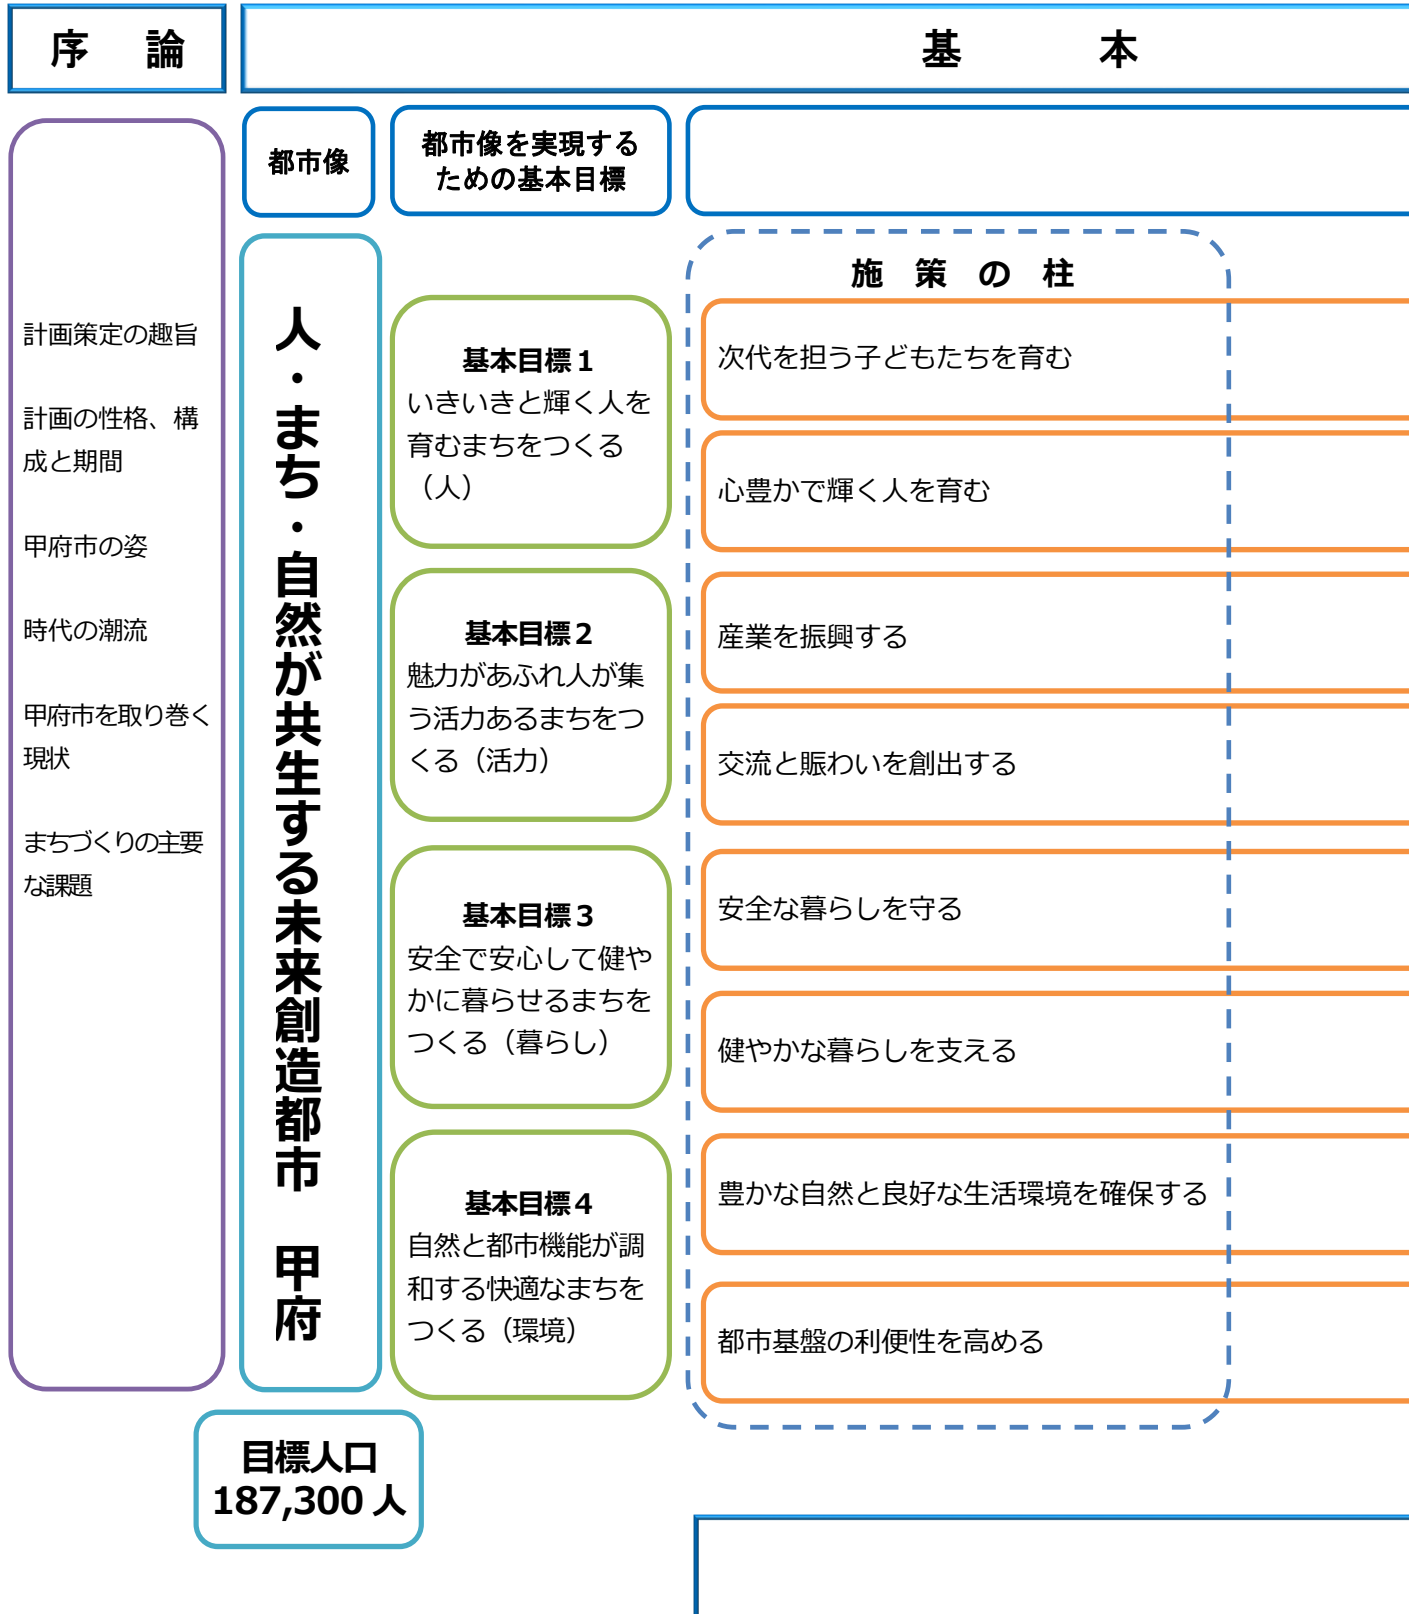 序 論
基 本
都市像
都市像を実現する
ための基本目標
計画策定の趣旨
計画の性格、構
成と期間
甲府市の姿
時代の潮流
甲府市を取り巻く
現状
まちづくりの主要
な課題
人・まち・自然が共生する未来創造都市 甲府
目標人口
187,300 人
基本目標１
いきいきと輝く人を
育むまちをつくる
（人）
基本目標２
魅力があふれ人が集
う活力あるまちをつ
くる（活力）
基本目標３
安全で安心して健や
かに暮らせるまちを
つくる（暮らし）
基本目標４
自然と都市機能が調
和する快適なまちを
つくる（環境）
施 策 の 柱
次代を担う子どもたちを育む
心豊かで輝く人を育む
産業を振興する
交流と賑わいを創出する
安全な暮らしを守る
健やかな暮らしを支える
豊かな自然と良好な生活環境を確保する
都市基盤の利便性を高める